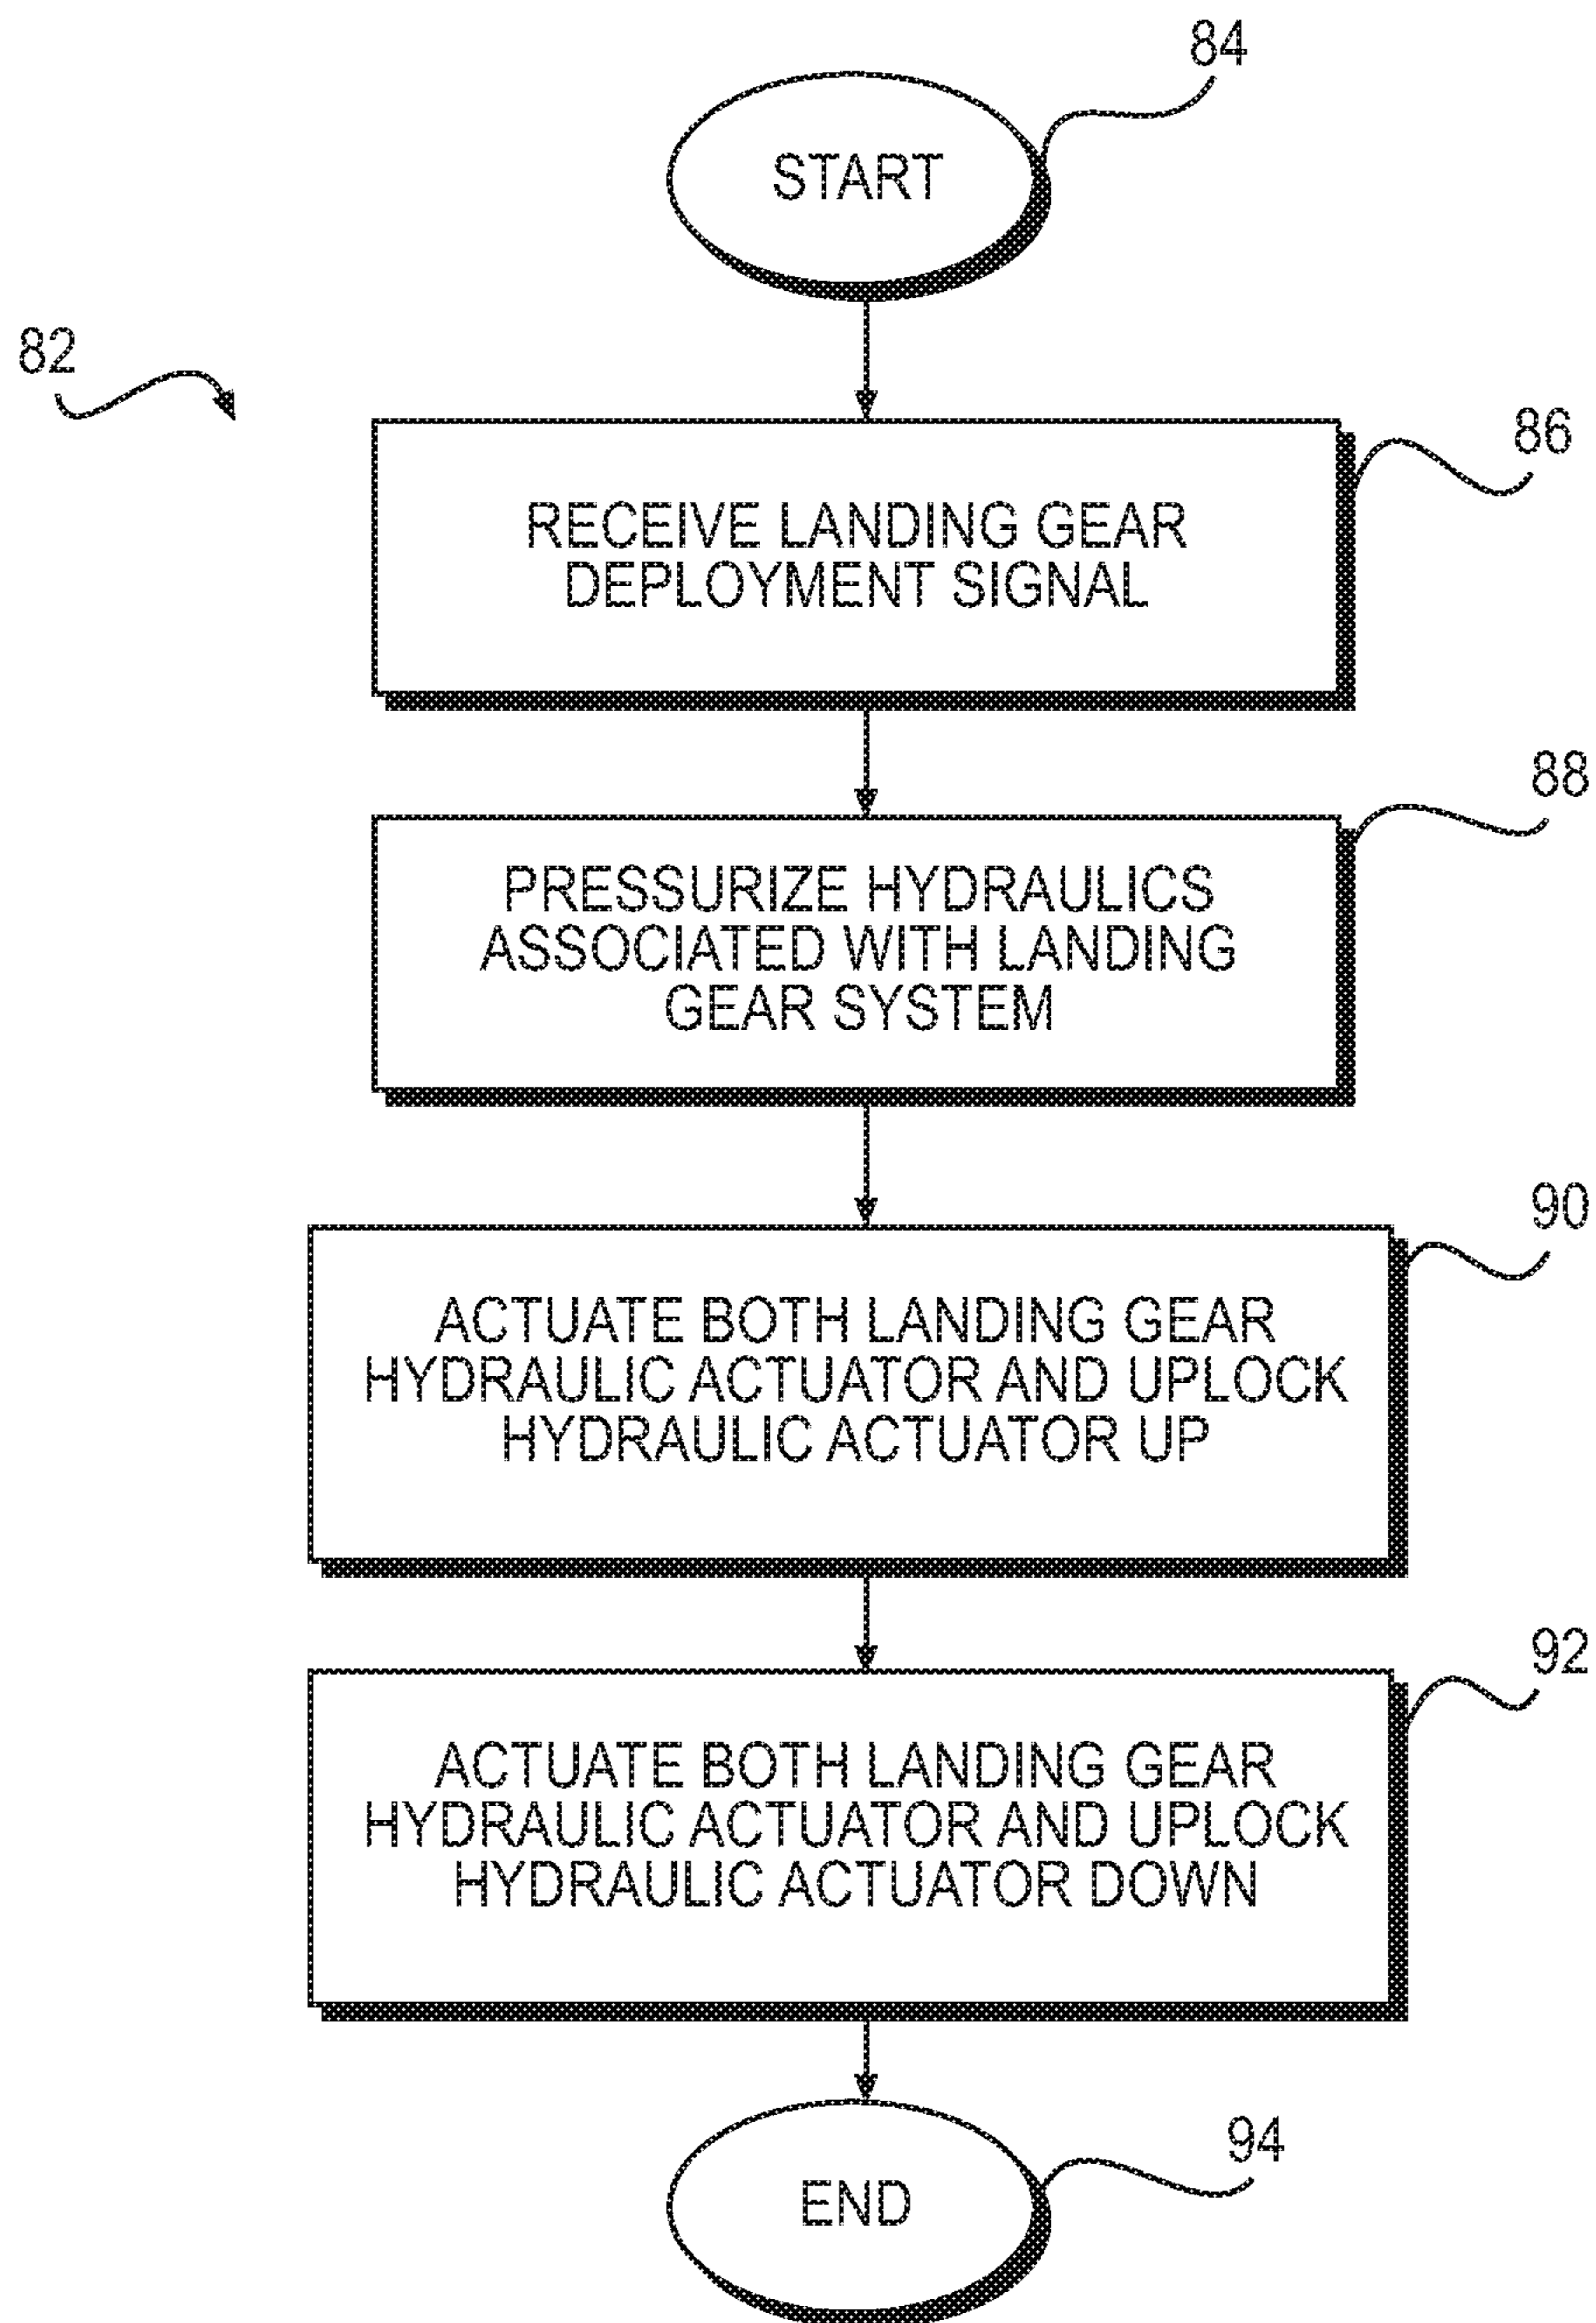 84
START
82
86
RECEIVE LANDING GEAR
DEPLOYMENT SIGNAL
88
PRESSURIZE HYDRAULICS
ASSOCIATED WITH LANDING
GEAR SYSTEM
90
ACTUATE BOTH LANDING GEAR
HYDRAULIC ACTUATOR AND UPLOCK
HYDRAULIC ACTUATOR UP
92
ACTUATE BOTH LANDING GEAR
HYDRAULIC ACTUATOR AND UPLOCK
HYDRAULIC ACTUATOR DOWN
94
END